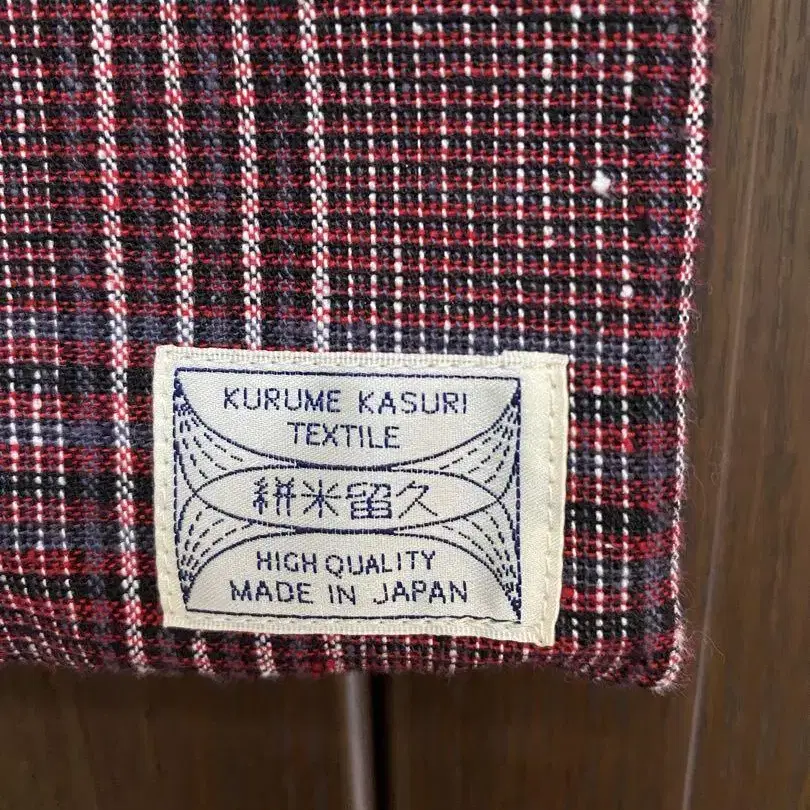 KURUME KASURI
TEXTILE
絣米留久
HIGH QUALITY
MADE IN JAPAN